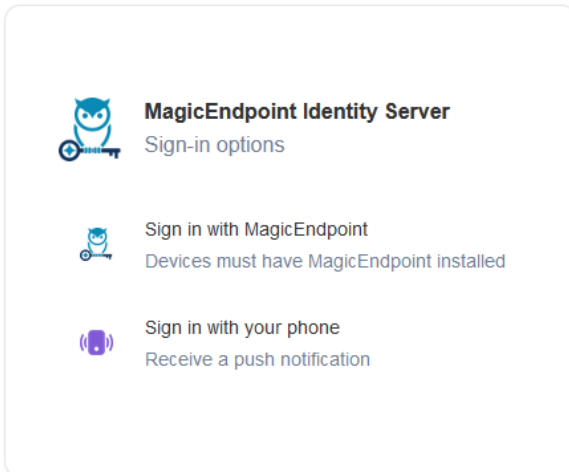 MagicEndpoint Identity Server
Sign-in options
Sign in with MagicEndpoint
Devices must have MagicEndpoint installed
Sign in with your phone
Receive a push notification